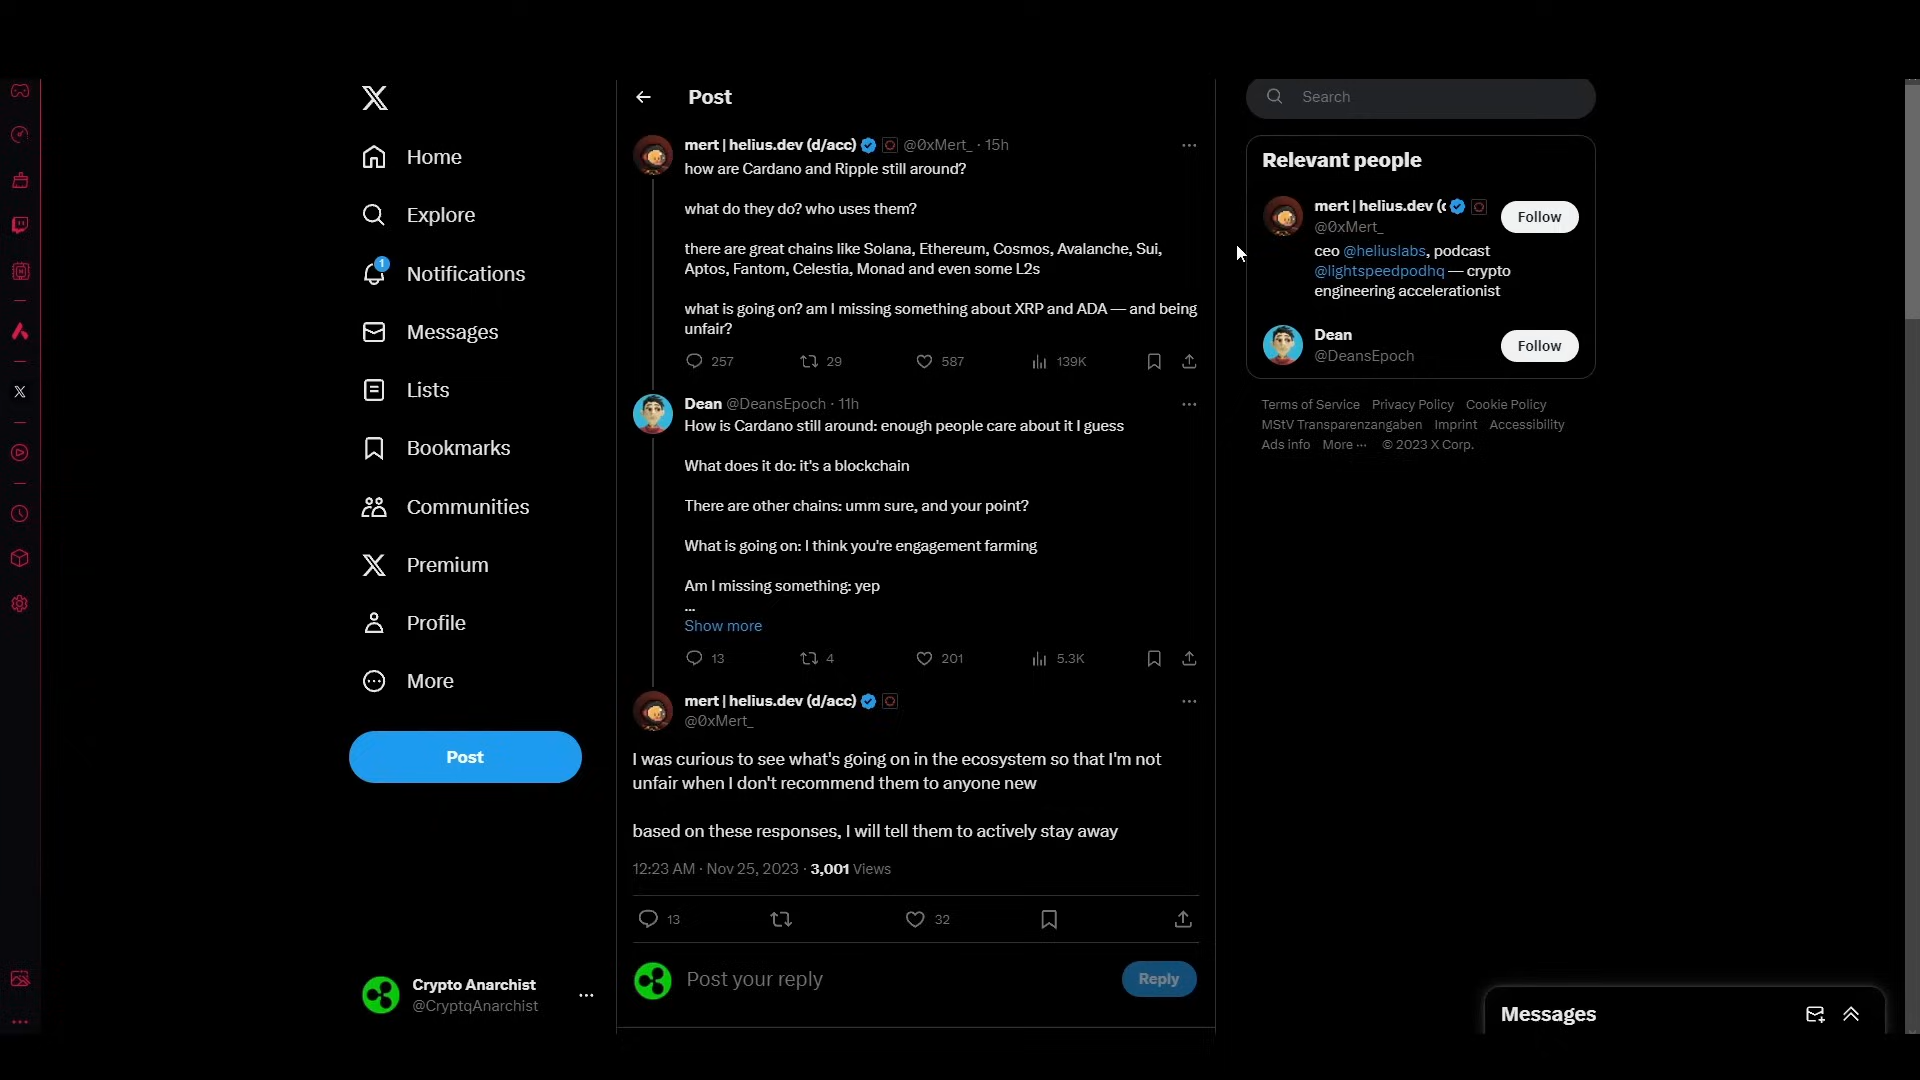 Home
Explore
1
Notifications
Messages
Lists
Bookmarks
Communities
Premium
Profile
More
Post
Crypto Anarchist
@CryptqAnarchist
Post
mert | helius.dev (d/acc) @0xMert_ · 15h
how are Cardano and Ripple still around?
what do they do? who uses them?
there are great chains like Solana, Ethereum, Cosmos, Avalanche, Sui,
Aptos, Fantom, Celestia, Monad and even some L2s
what is going on? am I missing something about XRP and ADA — and being
unfair?
257 29 587 139K
Dean @DeansEpoch · 11h
How is Cardano still around: enough people care about it I guess
What does it do: it's a blockchain
There are other chains: umm sure, and your point?
What is going on: I think you're engagement farming
Am I missing something: yep
...
Show more
13 4 201 5.3K
mert | helius.dev (d/acc)
@0xMert_
I was curious to see what's going on in the ecosystem so that I'm not
unfair when I don't recommend them to anyone new
based on these responses, I will tell them to actively stay away
12:23 AM · Nov 25, 2023 · 3,001 Views
13 32
Post your reply
Reply
Search
Relevant people
mert | helius.dev (
@0xMert_
Follow
ceo @heliuslabs, podcast
@lightspeedpodhq — crypto
engineering accelerationist
Dean
@DeansEpoch
Follow
Terms of Service Privacy Policy Cookie Policy
MStV Transparenzangaben Imprint Accessibility
Ads info More ··· © 2023 X Corp.
Messages